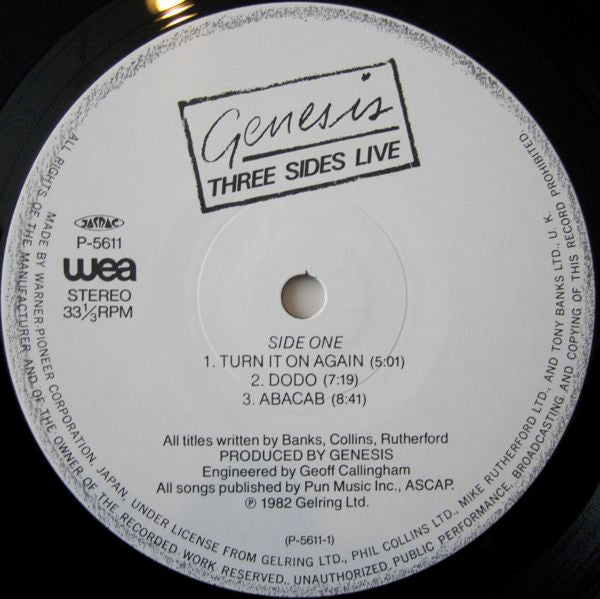 Genesis
THREE SIDES LIVE
JASRAC
P-5611
wea
STEREO
33 1/3 RPM
SIDE ONE
1. TURN IT ON AGAIN (5:01)
2. DODO (7:19)
3. ABACAB (8:41)
All titles written by Banks, Collins, Rutherford
PRODUCED BY GENESIS
Engineered by Geoff Callingham
All songs published by Pun Music Inc., ASCAP.
℗ 1982 Gelring Ltd.
(P-5611-1)
MADE BY WARNER-PIONEER CORPORATION, JAPAN, UNDER LICENSE FROM GELRING LTD., PHIL COLLINS LTD., MIKE RUTHERFORD LTD., AND TONY BANKS LTD., U. K.
ALL RIGHTS OF THE MANUFACTURER AND OF THE OWNER OF THE RECORDED WORK RESERVED. UNAUTHORIZED PUBLIC PERFORMANCE, BROADCASTING AND COPYING OF THIS RECORD PROHIBITED.